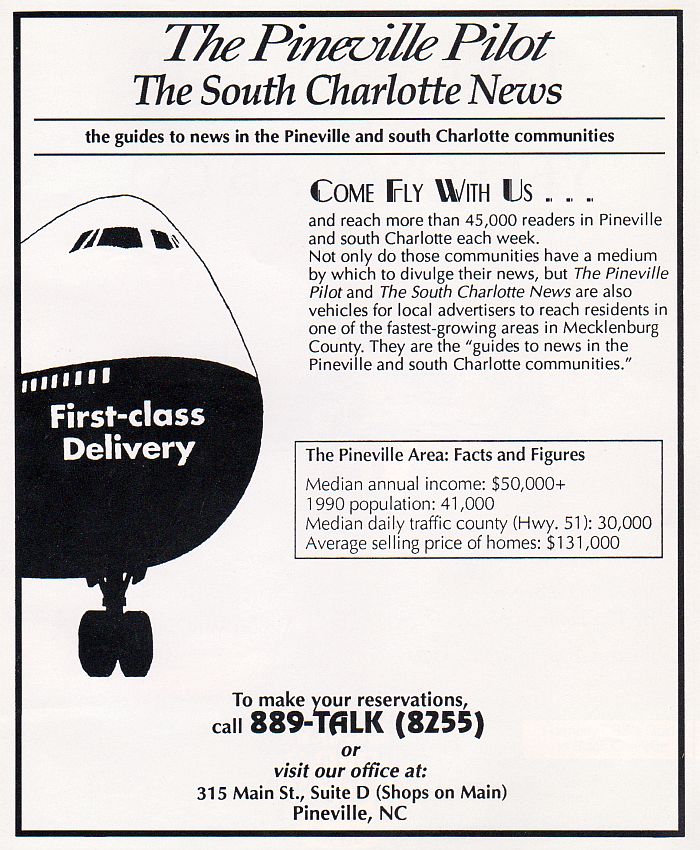 The Pineville Pilot
The South Charlotte News
the guides to news in the Pineville and south Charlotte communities
COME FLY WITH US . . .
and reach more than 45,000 readers in Pineville
and south Charlotte each week.
Not only do those communities have a medium
by which to divulge their news, but The Pineville
Pilot and The South Charlotte News are also
vehicles for local advertisers to reach residents in
one of the fastest-growing areas in Mecklenburg
County. They are the “guides to news in the
Pineville and south Charlotte communities.”
First-class
Delivery
The Pineville Area: Facts and Figures
Median annual income: $50,000+
1990 population: 41,000
Median daily traffic county (Hwy. 51): 30,000
Average selling price of homes: $131,000
To make your reservations,
call 889-TALK (8255)
or
visit our office at:
315 Main St., Suite D (Shops on Main)
Pineville, NC